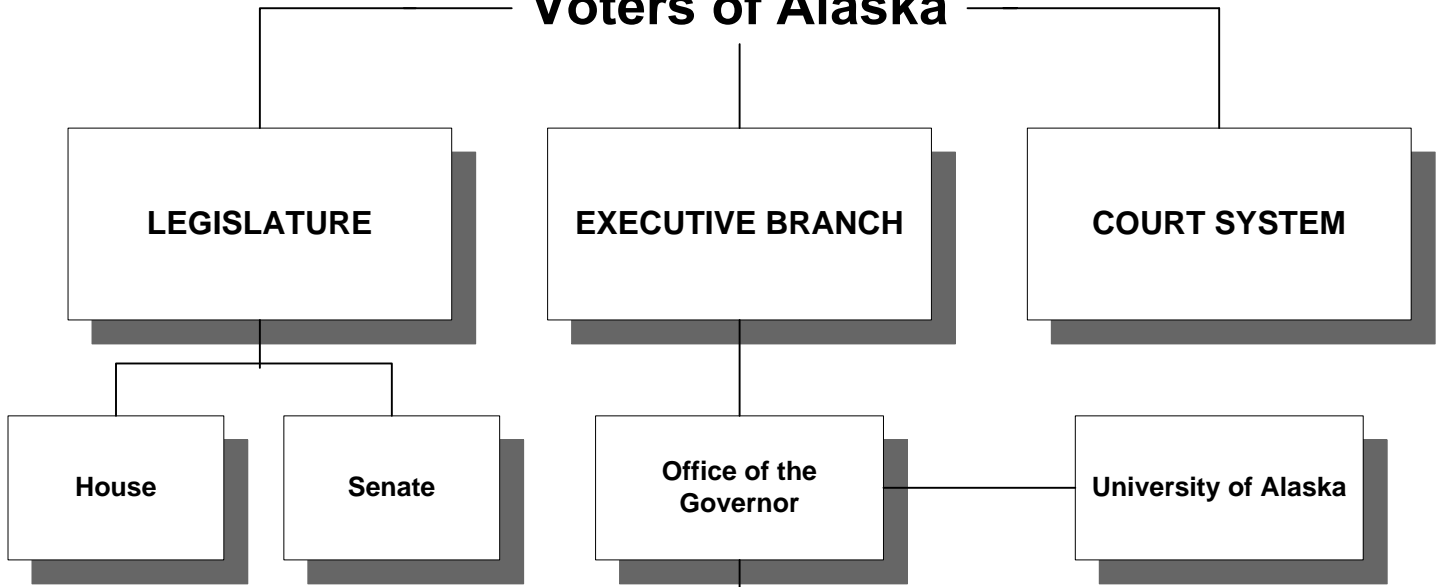 Voters of Alaska
LEGISLATURE
EXECUTIVE BRANCH
COURT SYSTEM
House
Senate
Office of the
Governor
University of Alaska